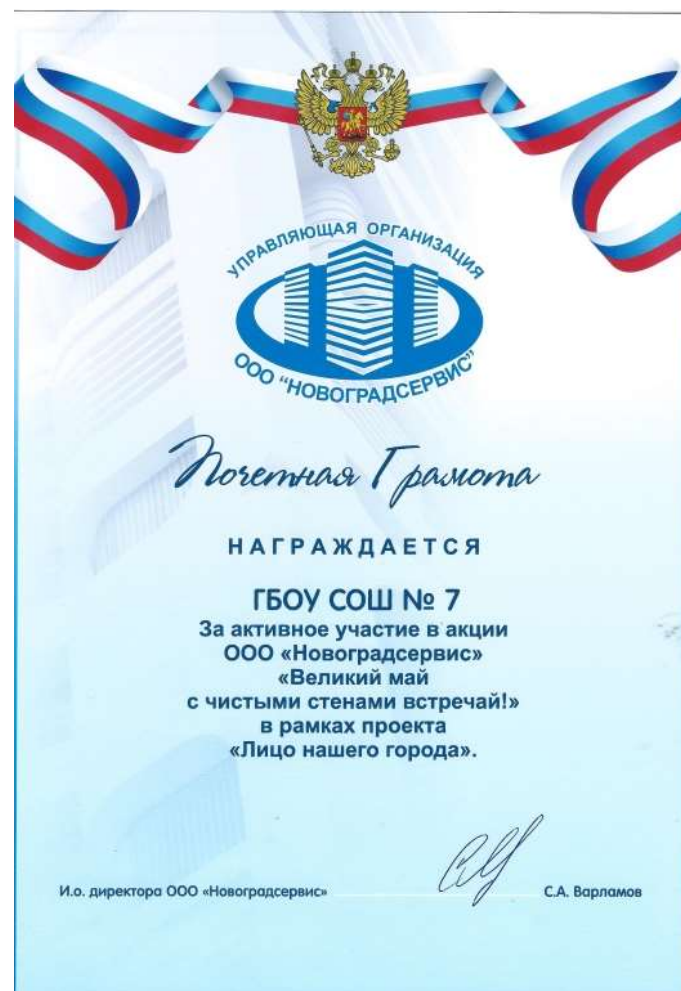 УПРАВЛЯЮЩАЯ ОРГАНИЗАЦИЯ
ООО "НОВОГРАДСЕРВИС"
Почетная Грамота
НАГРАЖДАЕТСЯ
ГБОУ СОШ № 7
За активное участие в акции
ООО «Новоградсервис»
«Великий май
с чистыми стенами встречай!»
в рамках проекта
«Лицо нашего города».
И.о. директора ООО «Новоградсервис» С.А. Варламов